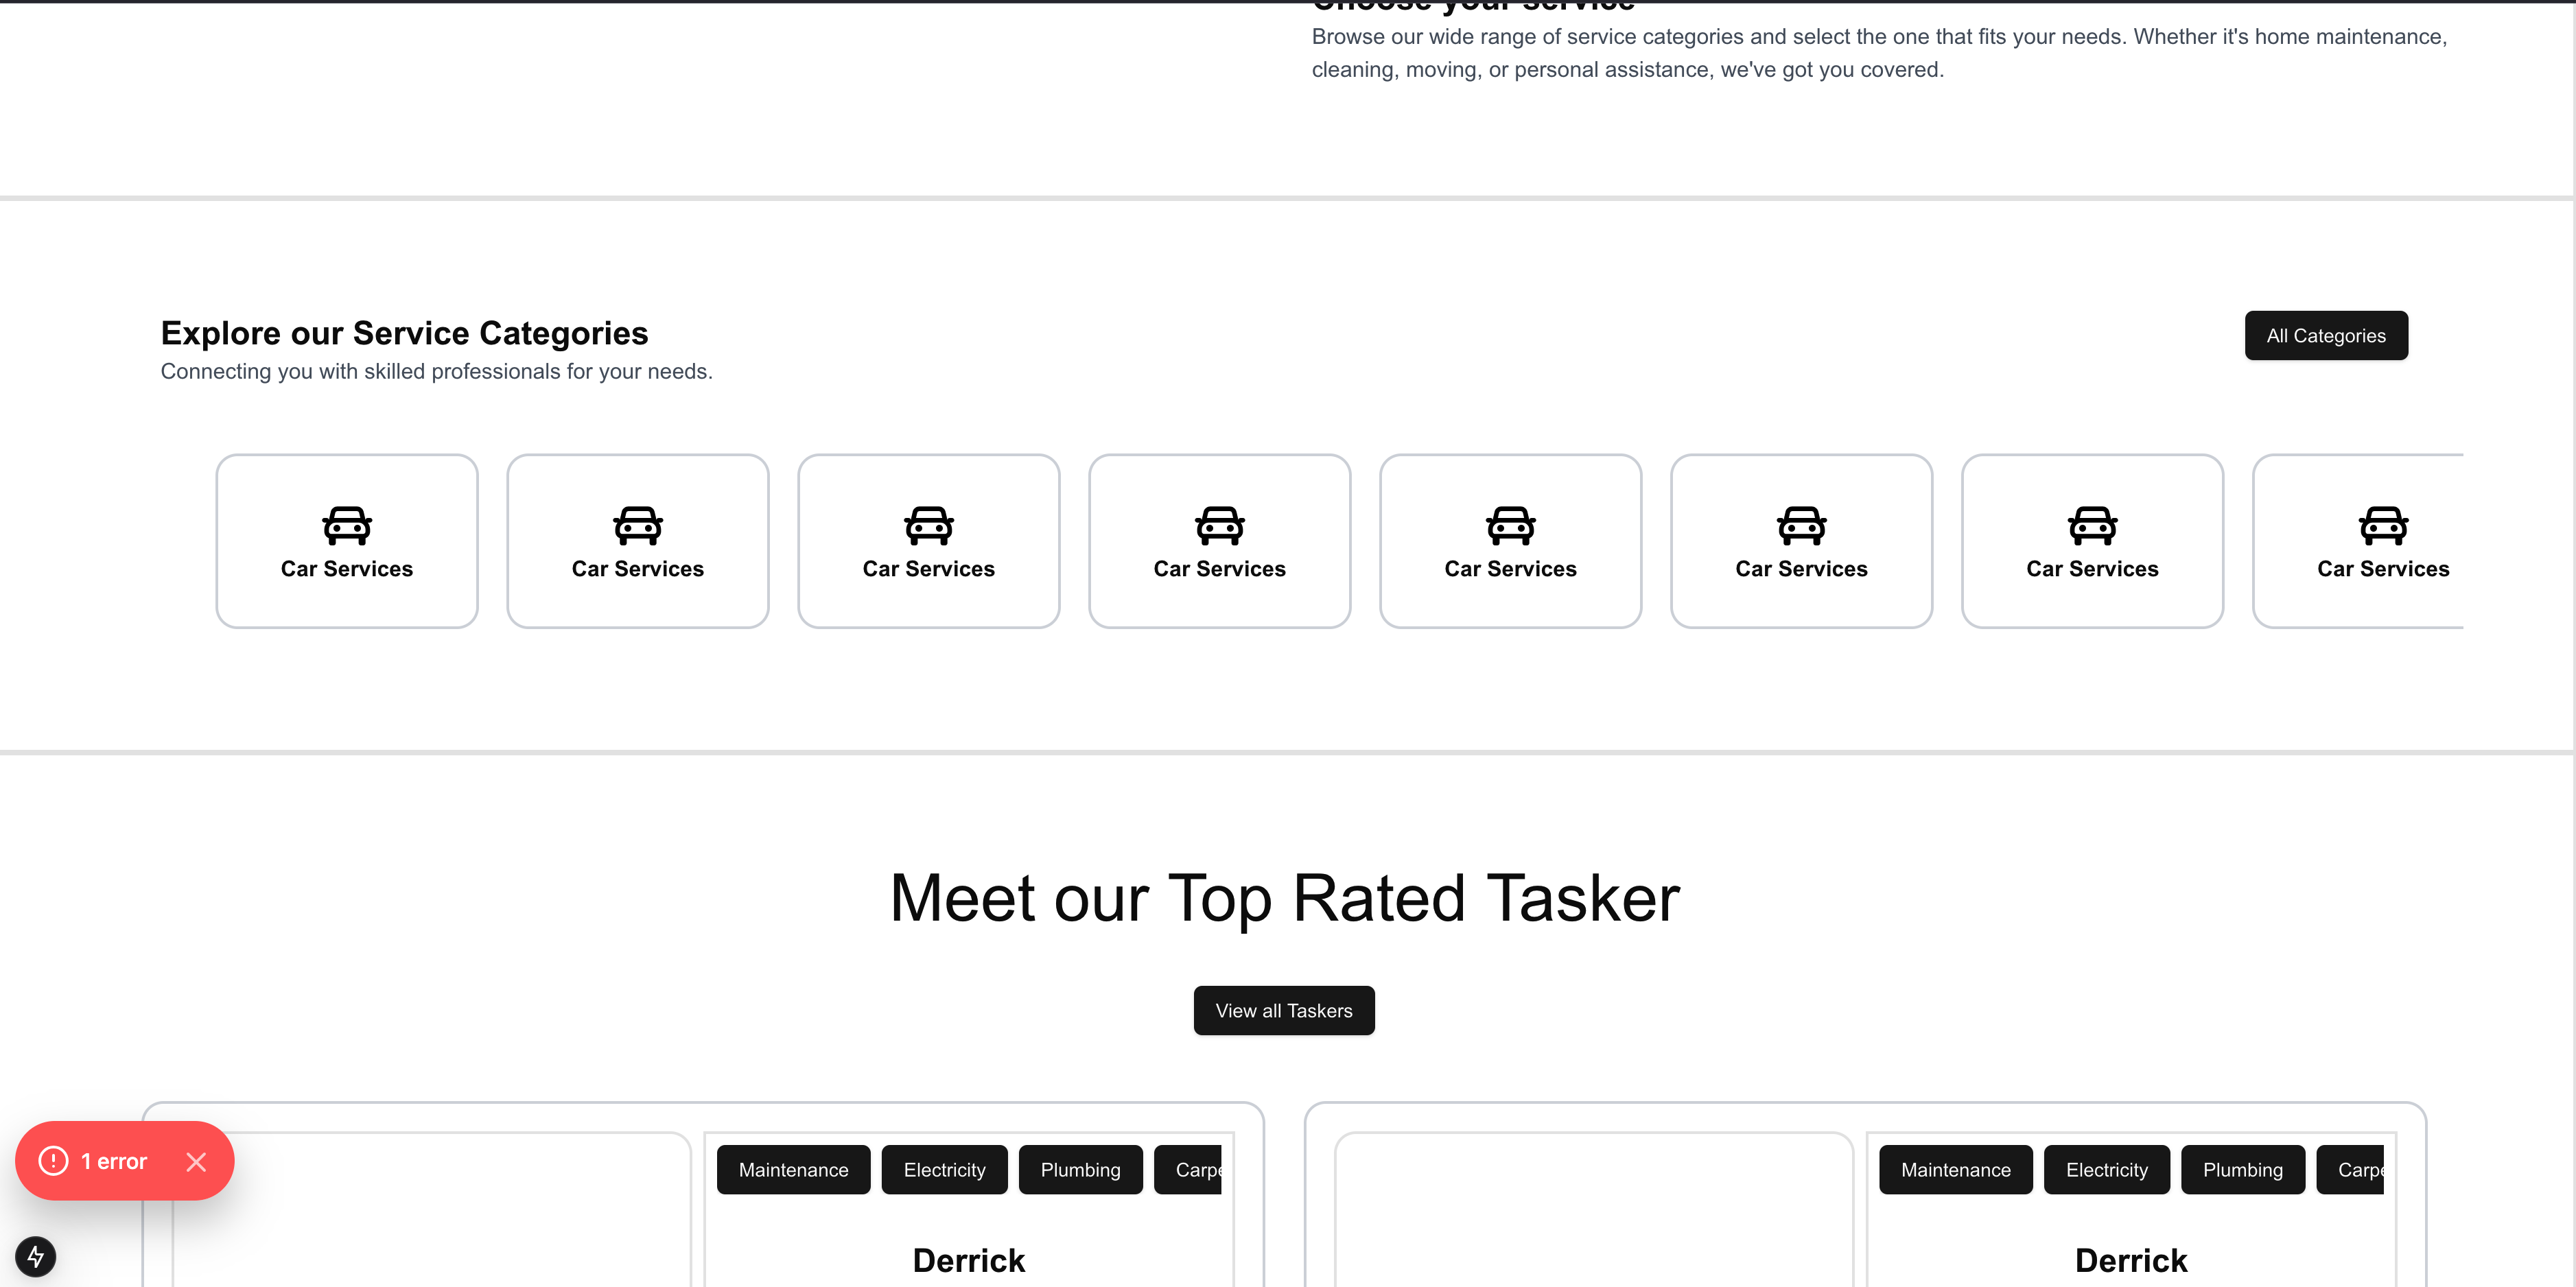 Choose your service
Browse our wide range of service categories and select the one that fits your needs. Whether it's home maintenance,
cleaning, moving, or personal assistance, we've got you covered.
Explore our Service Categories
All Categories
Connecting you with skilled professionals for your needs.
Car Services
Car Services
Car Services
Car Services
Car Services
Car Services
Car Services
Car Services
Meet our Top Rated Tasker
View all Taskers
1 error
Maintenance
Electricity
Plumbing
Carpe
Derrick
Maintenance
Electricity
Plumbing
Carpe
Derrick